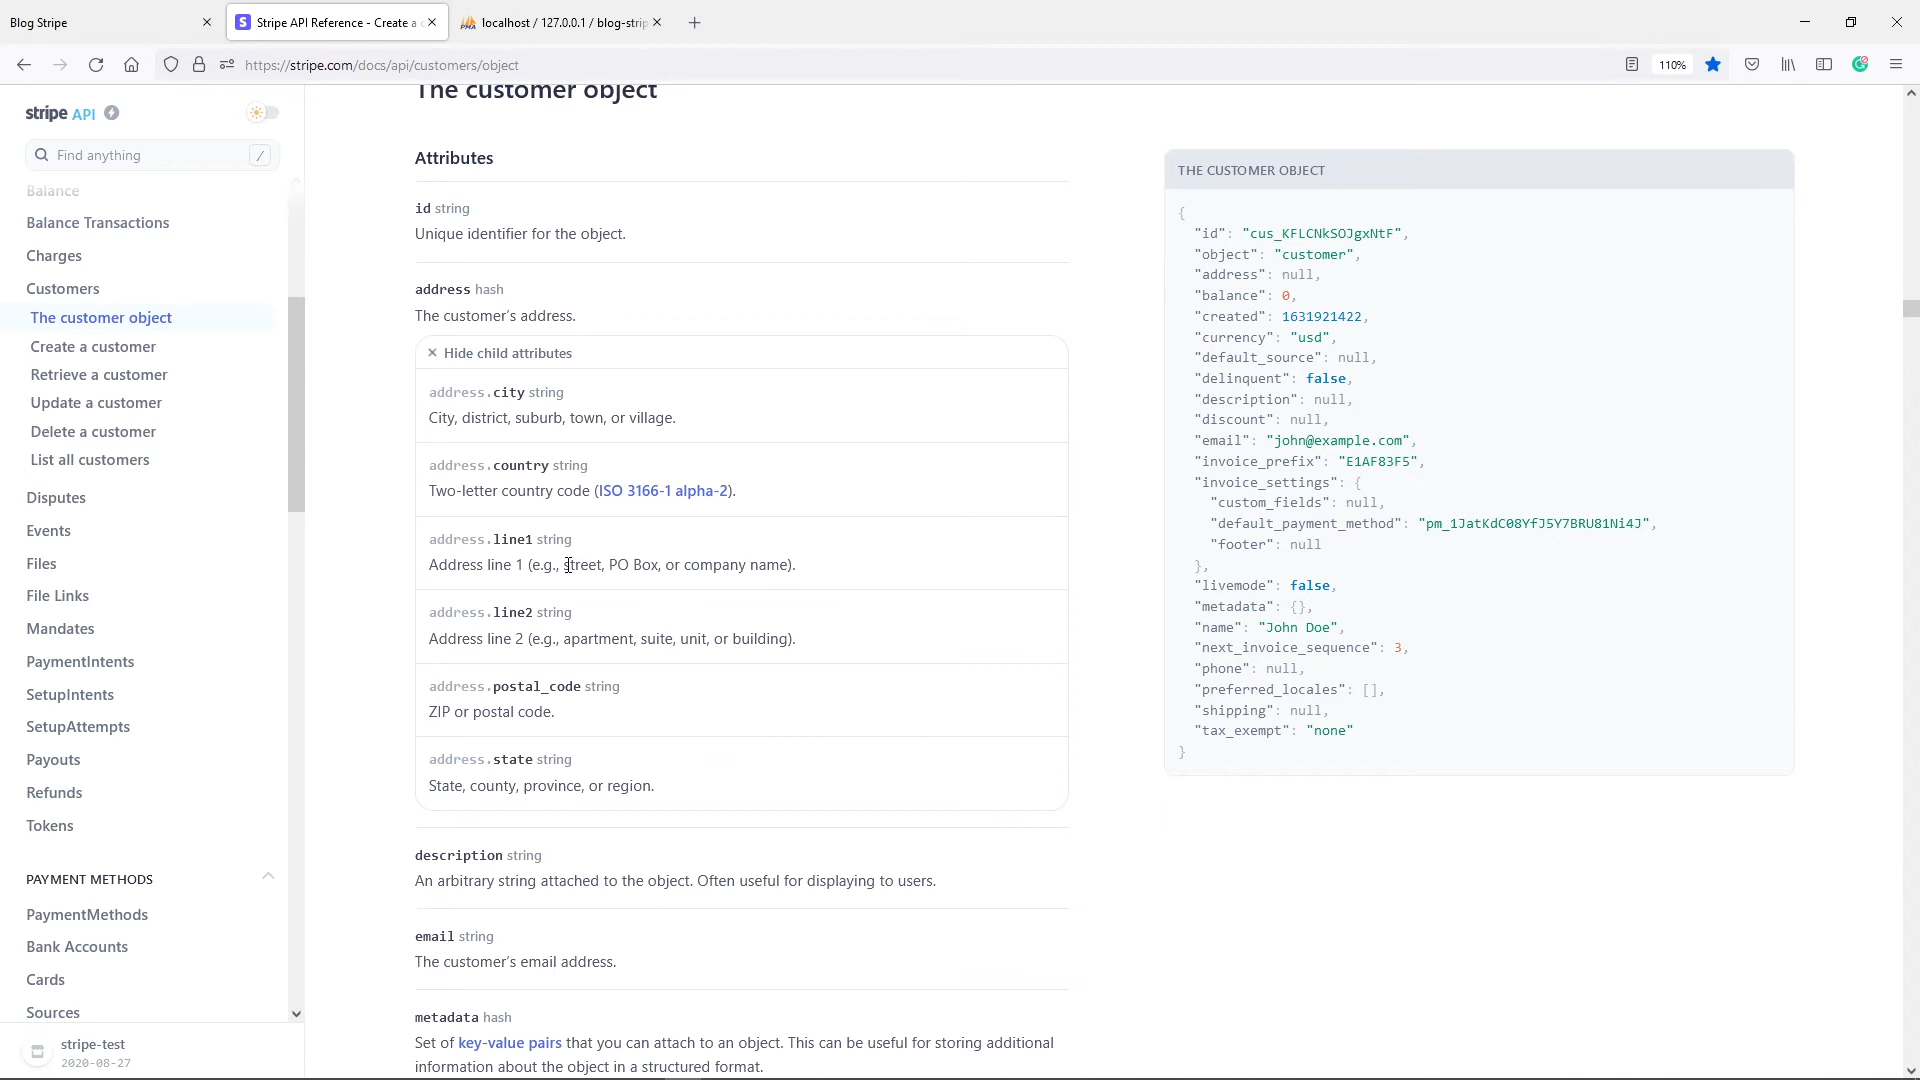 Blog Stripe
Stripe API Reference - Create a c
localhost / 127.0.0.1 / blog-strip
https://stripe.com/docs/api/customers/object
110%
stripe API
Find anything
/
Balance
Balance Transactions
Charges
Customers
The customer object
Create a customer
Retrieve a customer
Update a customer
Delete a customer
List all customers
Disputes
Events
Files
File Links
Mandates
PaymentIntents
SetupIntents
SetupAttempts
Payouts
Refunds
Tokens
PAYMENT METHODS
PaymentMethods
Bank Accounts
Cards
Sources
stripe-test
2020-08-27
The customer object
Attributes
id string
Unique identifier for the object.
address hash
The customer's address.
Hide child attributes
address.city string
City, district, suburb, town, or village.
address.country string
Two-letter country code (ISO 3166-1 alpha-2).
address.line1 string
Address line 1 (e.g., street, PO Box, or company name).
address.line2 string
Address line 2 (e.g., apartment, suite, unit, or building).
address.postal_code string
ZIP or postal code.
address.state string
State, county, province, or region.
description string
An arbitrary string attached to the object. Often useful for displaying to users.
email string
The customer's email address.
metadata hash
Set of key-value pairs that you can attach to an object. This can be useful for storing additional
information about the object in a structured format.
THE CUSTOMER OBJECT
{
"id": "cus_KFLCNkSOJgxNtF",
"object": "customer",
"address": null,
"balance": 0,
"created": 1631921422,
"currency": "usd",
"default_source": null,
"delinquent": false,
"description": null,
"discount": null,
"email": "john@example.com",
"invoice_prefix": "E1AF83F5",
"invoice_settings": {
"custom_fields": null,
"default_payment_method": "pm_1JatKdC08YfJ5Y7BRU81Ni4J",
"footer": null
},
"livemode": false,
"metadata": {},
"name": "John Doe",
"next_invoice_sequence": 3,
"phone": null,
"preferred_locales": [],
"shipping": null,
"tax_exempt": "none"
}